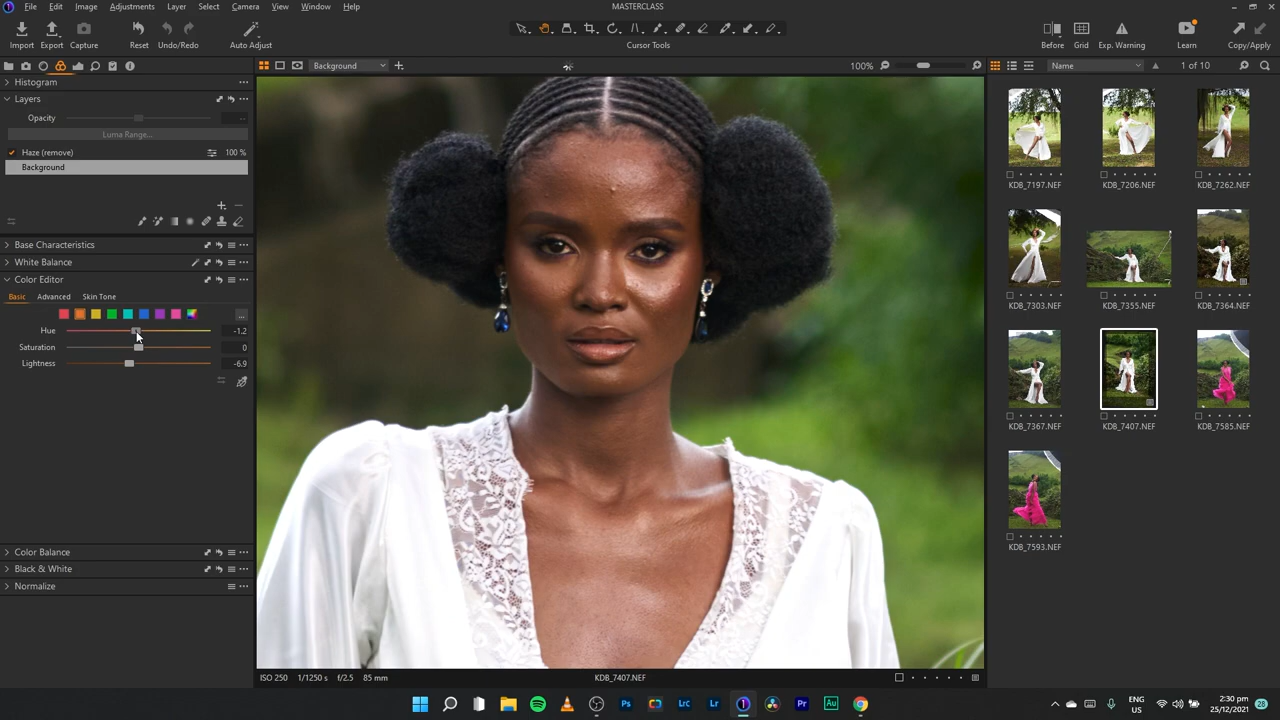 File Edit Image Adjustments Layer Select Camera View Window Help
MASTERCLASS
Import Export Capture Reset Undo/Redo Auto Adjust Cursor Tools Before Grid Exp. Warning Learn Copy/Apply
Histogram
Background
100%
Name
1 of 10
Layers
Opacity
Luma Range...
Haze (remove) 100 %
Background
Base Characteristics
White Balance
Color Editor
Basic Advanced Skin Tone
Hue -1.2
Saturation 0
Lightness -6.9
Color Balance
Black & White
Normalize
ISO 250 1/1250 s f/2.5 85 mm
KDB_7407.NEF
KDB_7197.NEF KDB_7206.NEF KDB_7262.NEF
KDB_7303.NEF KDB_7355.NEF KDB_7364.NEF
KDB_7367.NEF KDB_7407.NEF KDB_7585.NEF
KDB_7593.NEF
Ps Lrc Lr Pr Au
ENG
US
2:30 pm
25/12/2021